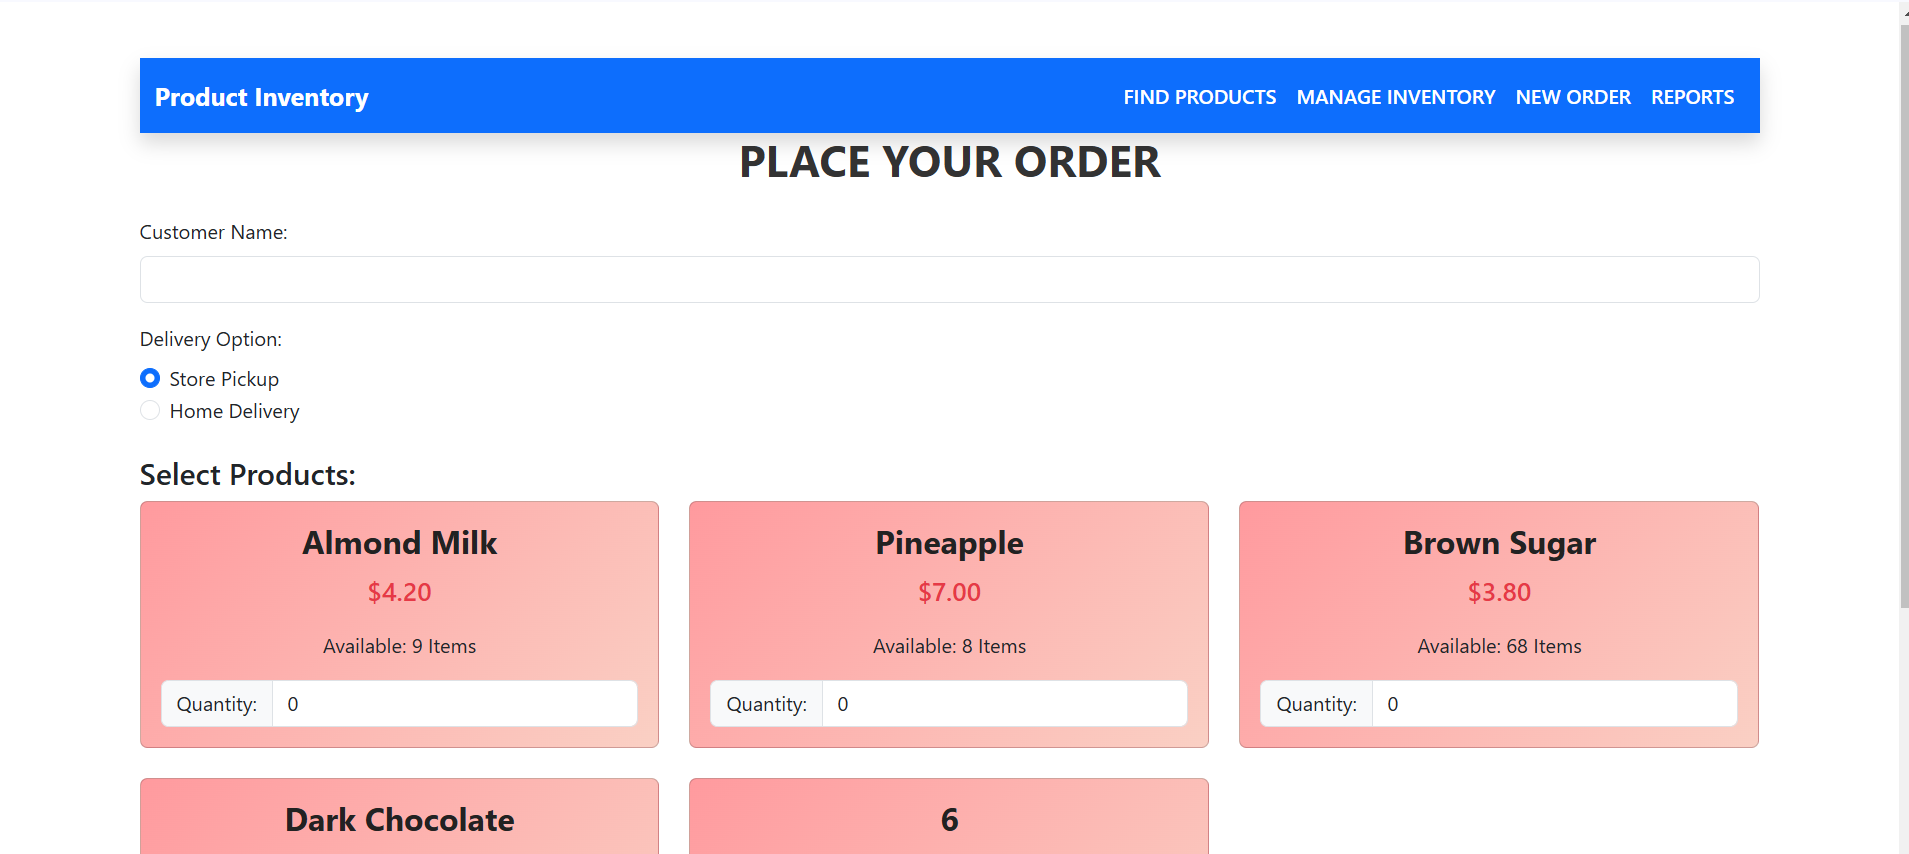 Product Inventory FIND PRODUCTS MANAGE INVENTORY NEW ORDER REPORTS
PLACE YOUR ORDER
Customer Name:
Delivery Option:
Store Pickup
Home Delivery
Select Products:
Almond Milk
$4.20
Available: 9 Items
Quantity: 0
Pineapple
$7.00
Available: 8 Items
Quantity: 0
Brown Sugar
$3.80
Available: 68 Items
Quantity: 0
Dark Chocolate
6